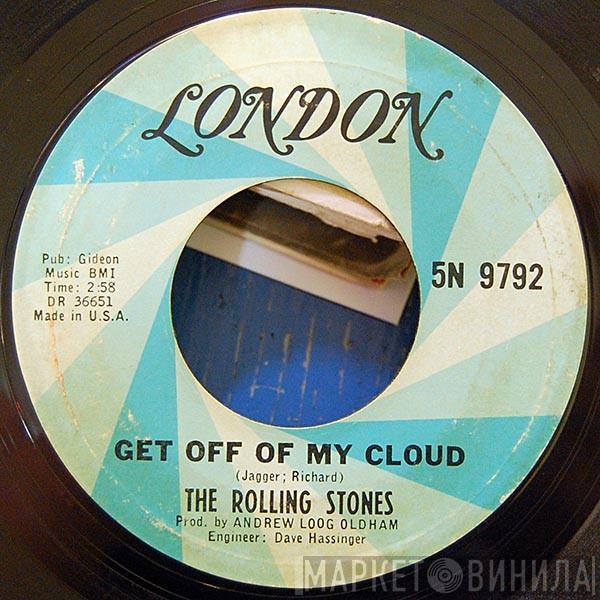 LONDON
Pub: Gideon
Music BMI
Time: 2:58
DR 36651
Made in U.S.A.
5N 9792
GET OFF OF MY CLOUD
(Jagger; Richard)
THE ROLLING STONES
Prod. by ANDREW LOOG OLDHAM
Engineer: Dave Hassinger
МАРКЕТ ВИНИЛА